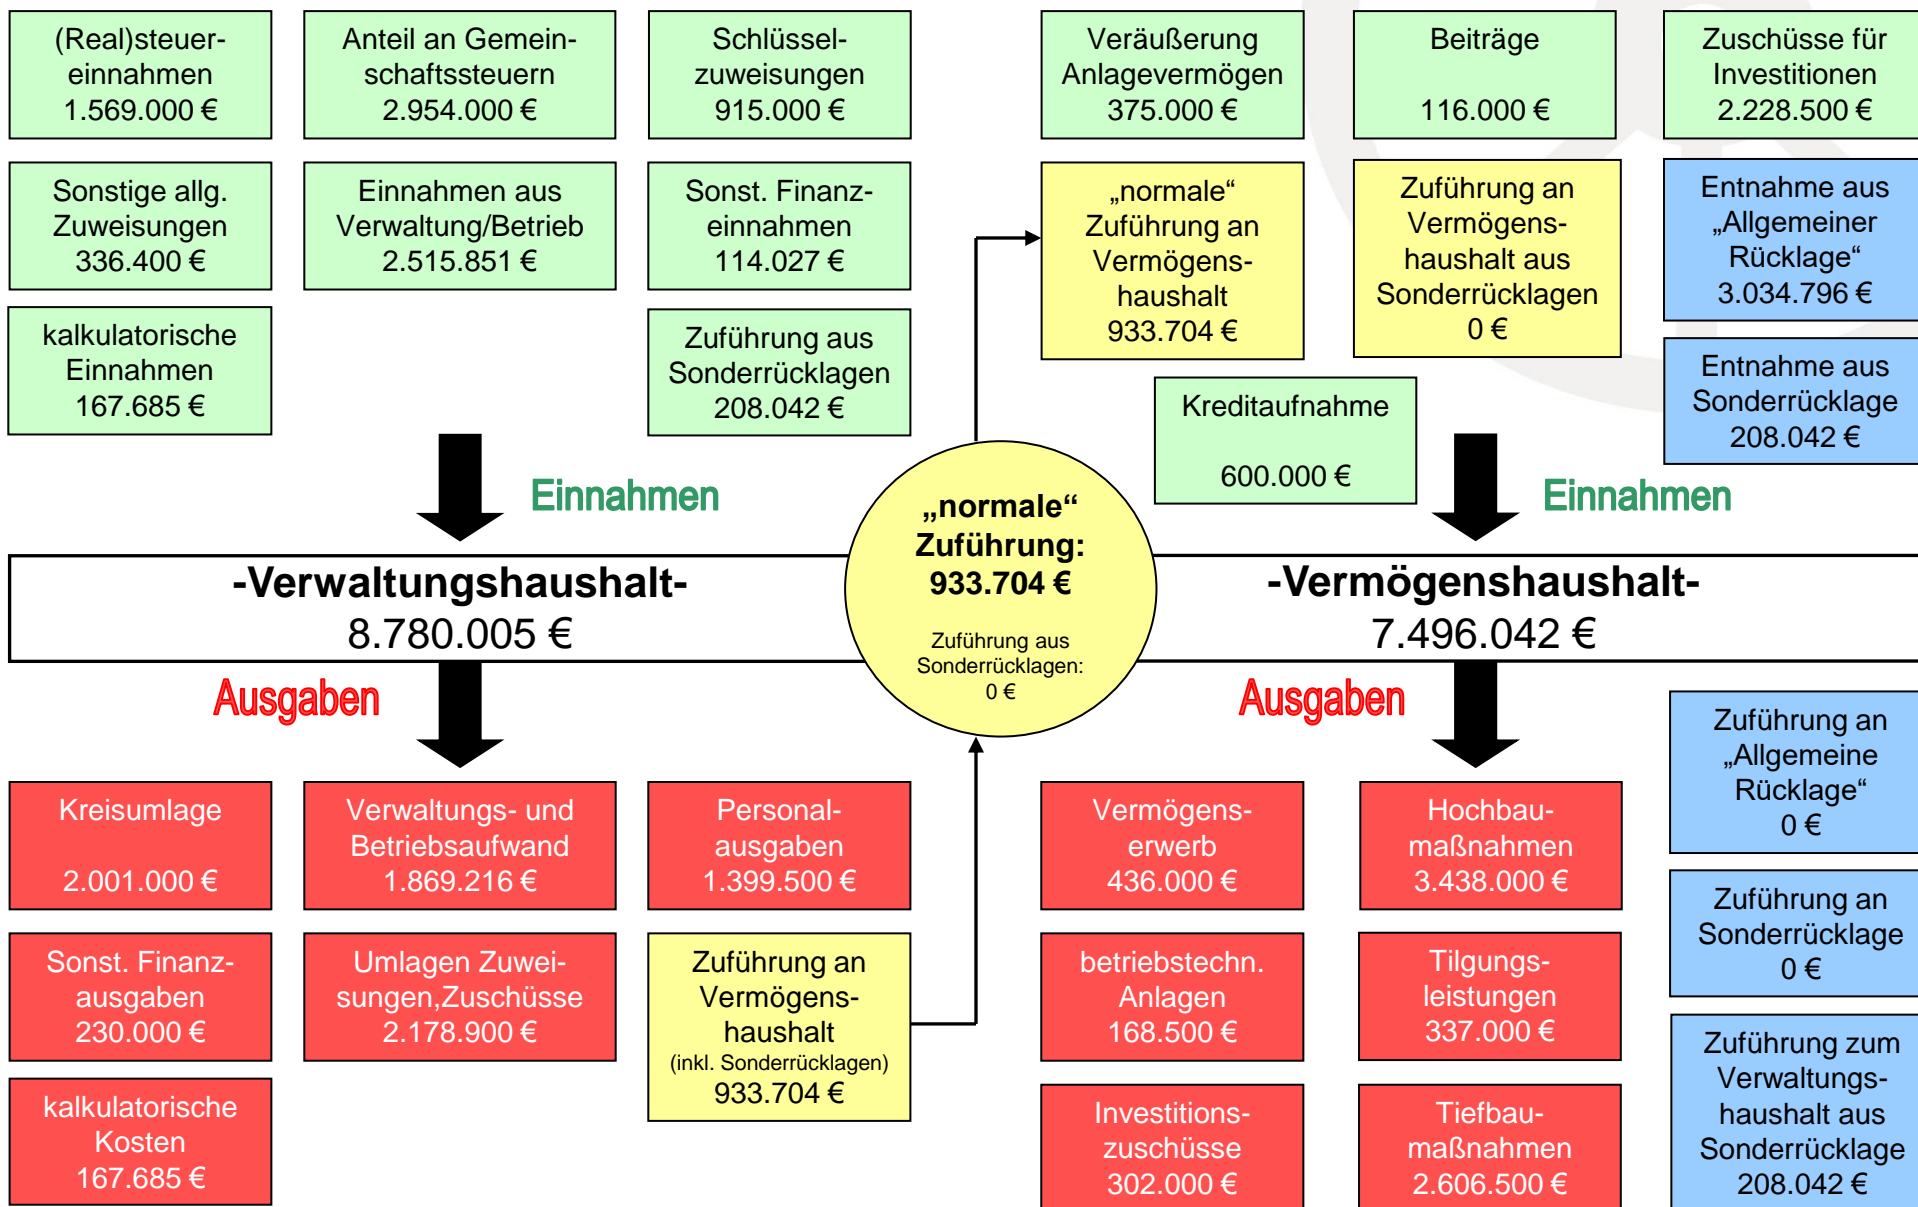 (Real)steuer-
einnahmen
1.569.000 €
Anteil an Gemein-
schaftssteuern
2.954.000 €
Schlüssel-
zuweisungen
915.000 €
Veräußerung
Anlagevermögen
375.000 €
Beiträge
116.000 €
Zuschüsse für
Investitionen
2.228.500 €
Sonstige allg.
Zuweisungen
336.400 €
Einnahmen aus
Verwaltung/Betrieb
2.515.851 €
Sonst. Finanz-
einnahmen
114.027 €
„normale"
Zuführung an
Vermögens-
haushalt
933.704 €
Zuführung an
Vermögens-
haushalt aus
Sonderrücklagen
0 €
Entnahme aus
„Allgemeiner
Rücklage"
3.034.796 €
kalkulatorische
Einnahmen
167.685 €
Zuführung aus
Sonderrücklagen
208.042 €
Kreditaufnahme
600.000 €
Entnahme aus
Sonderrücklage
208.042 €
Einnahmen
Einnahmen
-Verwaltungshaushalt-
8.780.005 €
„normale“
Zuführung:
933.704 €
Zuführung aus
Sonderrücklagen:
0 €
-Vermögenshaushalt-
7.496.042 €
Ausgaben
Ausgaben
Kreisumlage
2.001.000 €
Verwaltungs- und
Betriebsaufwand
1.869.216 €
Personal-
ausgaben
1.399.500 €
Vermögens-
erwerb
436.000 €
Hochbau-
maßnahmen
3.438.000 €
Zuführung an
„Allgemeine
Rücklage"
0 €
Sonst. Finanz-
ausgaben
230.000 €
Umlagen Zuwei-
sungen,Zuschüsse
2.178.900 €
Zuführung an
Vermögens-
haushalt
(inkl. Sonderrücklagen)
933.704 €
betriebstechn.
Anlagen
168.500 €
Tilgungs-
leistungen
337.000 €
Zuführung an
Sonderrücklage
0 €
kalkulatorische
Kosten
167.685 €
Investitions-
zuschüsse
302.000 €
Tiefbau-
maßnahmen
2.606.500 €
Zuführung zum
Verwaltungs-
haushalt aus
Sonderrücklage
208.042 €